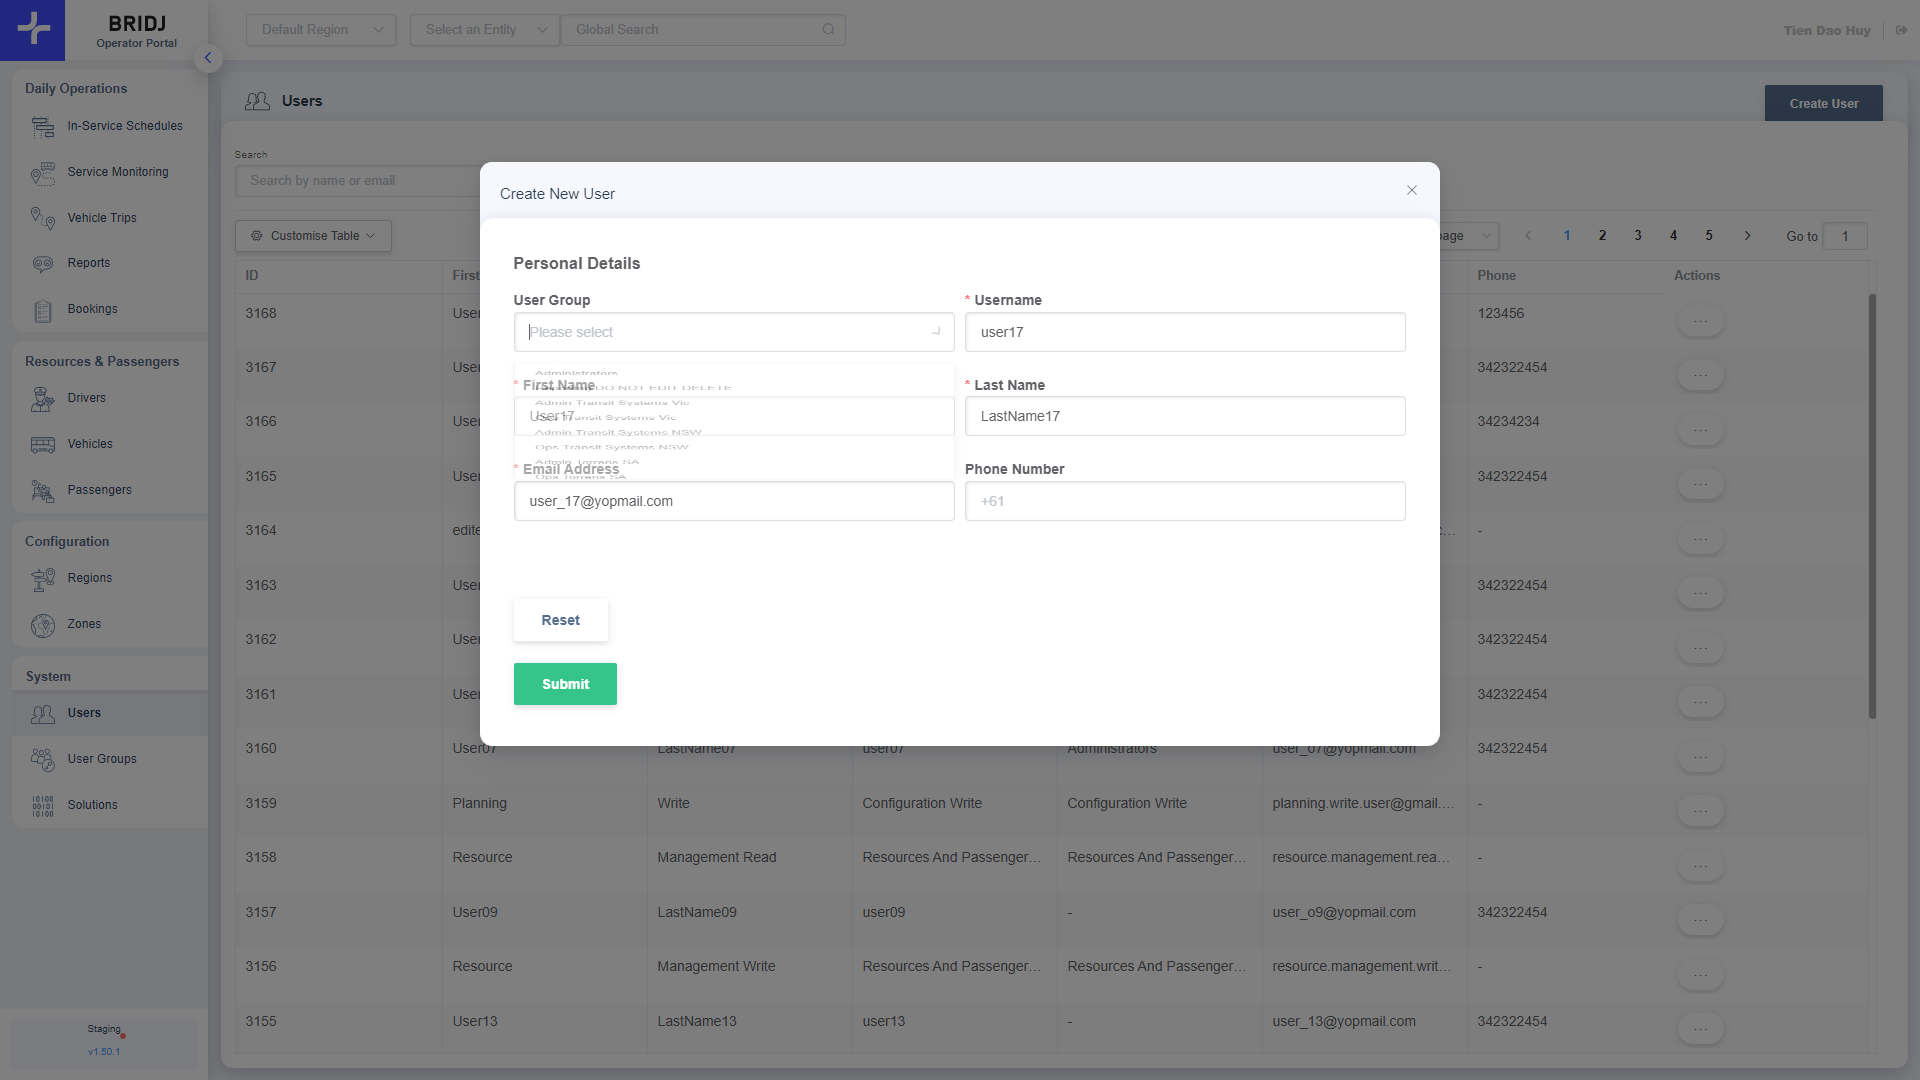 BRIDJ
Operator Portal
Default Region
Select an Entity
Global Search
Tien Dao Huy
Daily Operations
In-Service Schedules
Service Monitoring
Vehicle Trips
Reports
Bookings
Resources & Passengers
Drivers
Vehicles
Passengers
Configuration
Regions
Zones
System
Users
User Groups
Solutions
Staging
v1.50.1
Users
Create User
Search
Search by name or email
Customise Table
page
1 2 3 4 5
Go to 1
ID First Phone Actions
3168 User 123456 ...
3167 User 342322454 ...
3166 User 34234234 ...
3165 User 342322454 ...
3164 edite c... - ...
3163 User 342322454 ...
3162 User 342322454 ...
3161 User 342322454 ...
3160 User07 LastName07 user07 Administrators user_o7@yopmail.com 342322454 ...
3159 Planning Write Configuration Write Configuration Write planning.write.user@gmail.... - ...
3158 Resource Management Read Resources And Passenger... Resources And Passenger... resource.management.rea... - ...
3157 User09 LastName09 user09 - user_o9@yopmail.com 342322454 ...
3156 Resource Management Write Resources And Passenger... Resources And Passenger... resource.management.writ... - ...
3155 User13 LastName13 user13 - user_13@yopmail.com 342322454 ...
Create New User
Personal Details
User Group
Please select
* Username
user17
Administrators
DO NOT EDIT DELETE
Admin Transit Systems Vic
Ops Transit Systems Vic
Admin Transit Systems NSW
Ops Transit Systems NSW
Admin Torrens SA
Ops Torrens SA
* First Name
User17
* Last Name
LastName17
* Email Address
user_17@yopmail.com
Phone Number
+61
Reset
Submit